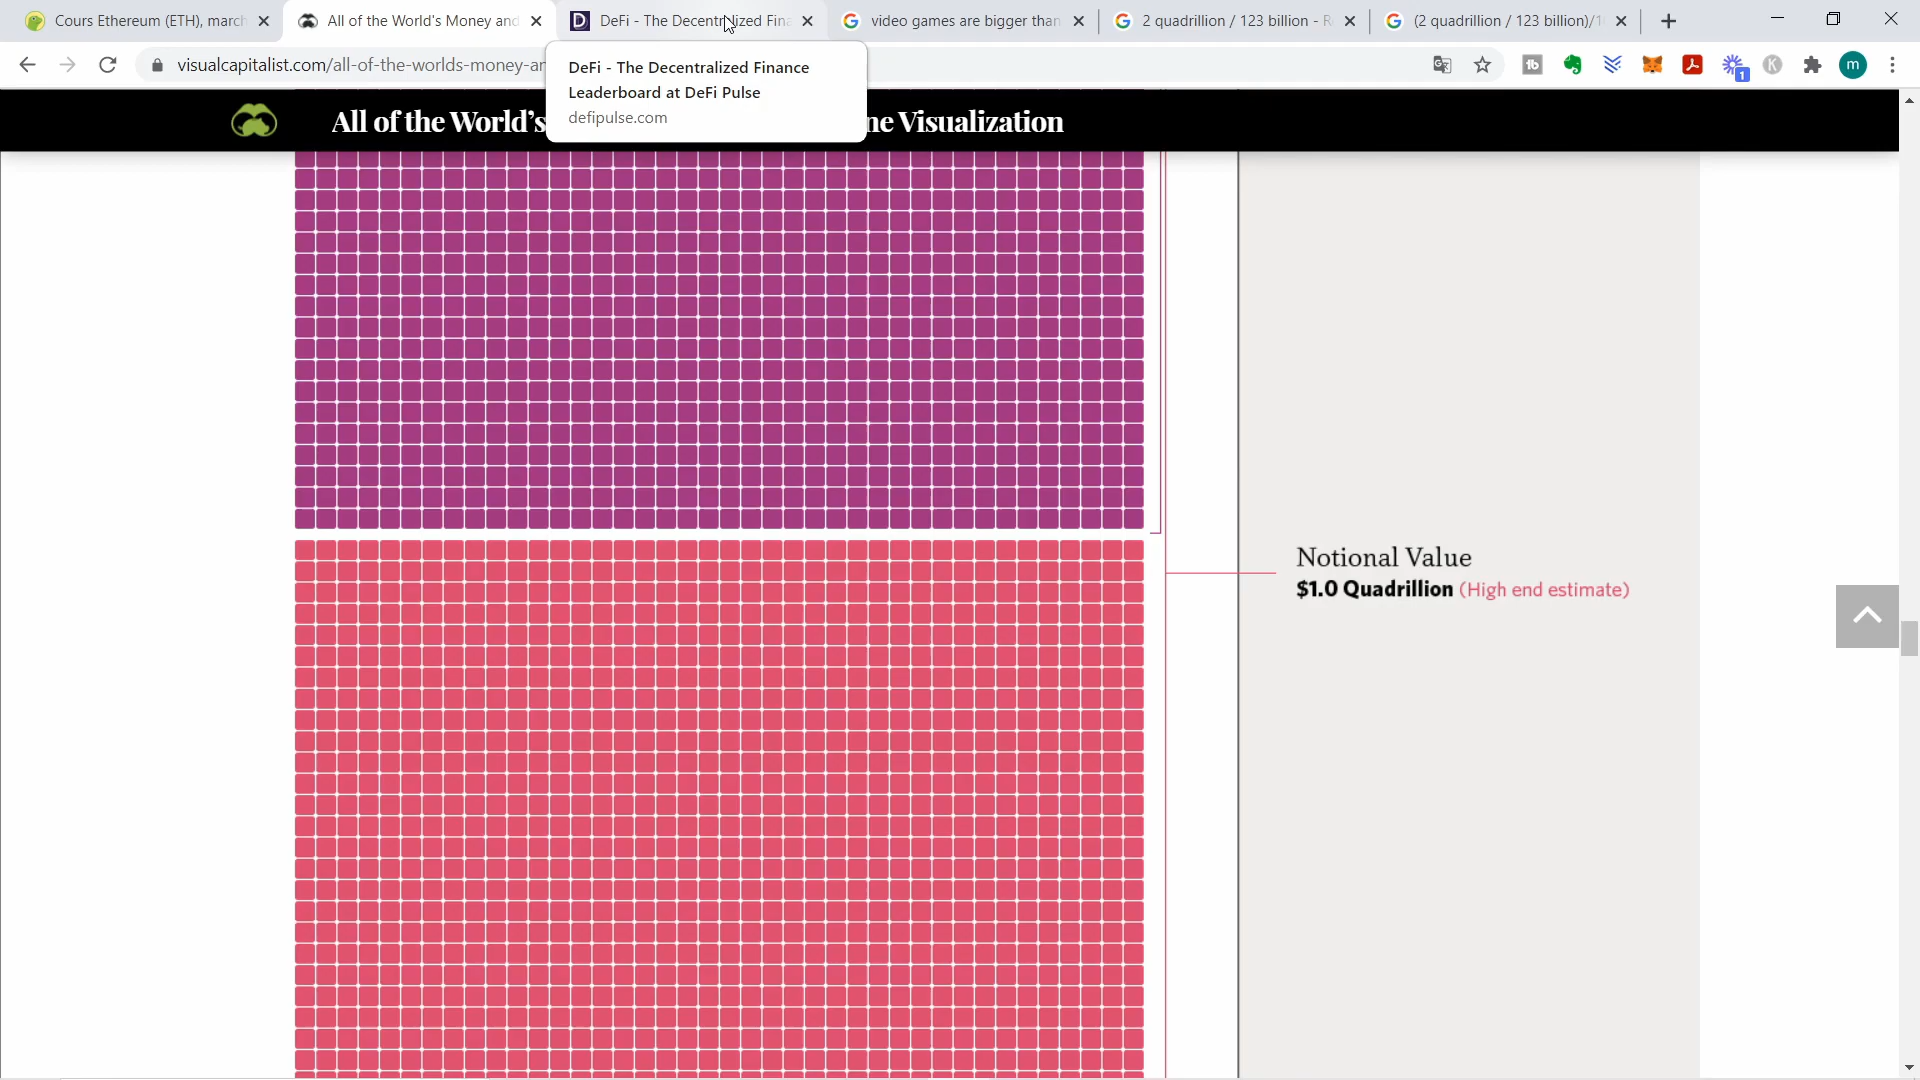 Cours Ethereum (ETH), march
All of the World's Money and
DeFi - The Decentralized Fina
video games are bigger than
2 quadrillion / 123 billion - R
(2 quadrillion / 123 billion)/1
visualcapitalist.com/all-of-the-worlds-money-an
1
K
m
DeFi - The Decentralized Finance
Leaderboard at DeFi Pulse
defipulse.com
All of the World's ne Visualization
Notional Value
$1.0 Quadrillion (High end estimate)